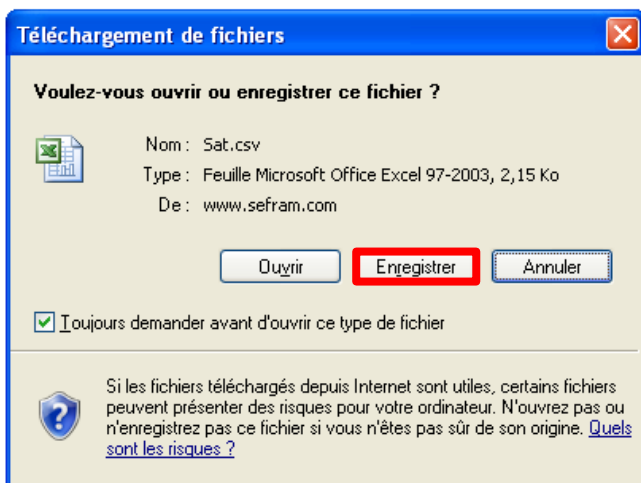 Téléchargement de fichiers
Voulez-vous ouvrir ou enregistrer ce fichier ?
Nom : Sat.csv
Type : Feuille Microsoft Office Excel 97-2003, 2,15 Ko
De : www.sefram.com
Ouvrir Enregistrer Annuler
Toujours demander avant d'ouvrir ce type de fichier
Si les fichiers téléchargés depuis Internet sont utiles, certains fichiers
peuvent présenter des risques pour votre ordinateur. N'ouvrez pas ou
n'enregistrez pas ce fichier si vous n'êtes pas sûr de son origine. Quels
sont les risques ?